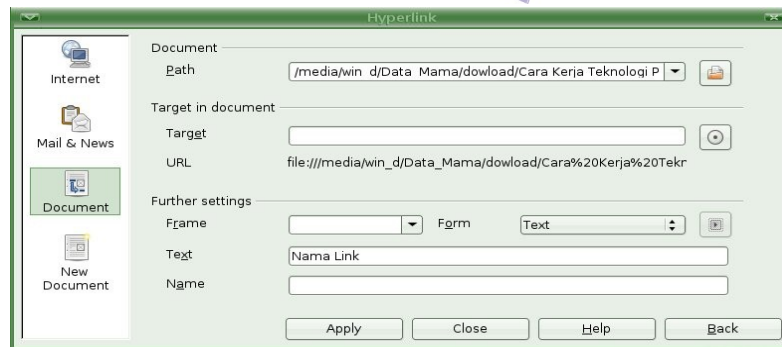 Hyperlink
Internet
Mail & News
Document
New
Document
Document
Path
/media/win_d/Data_Mama/dowload/Cara Kerja Teknologi P
Target in document
Target
URL
file:///media/win_d/Data_Mama/dowload/Cara%20Kerja%20Tekr
Further settings
Frame
Form
Text
Text
Nama Link
Name
Apply
Close
Help
Back